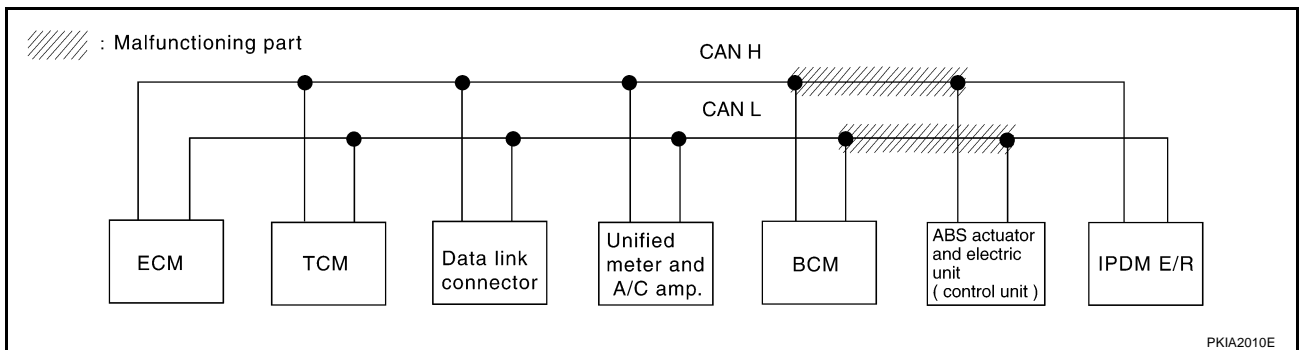 : Malfunctioning part
CAN H
CAN L
ECM
TCM
Data link
connector
Unified
meter and
A/C amp.
BCM
ABS actuator
and electric
unit
( control unit )
IPDM E/R
PKIA2010E